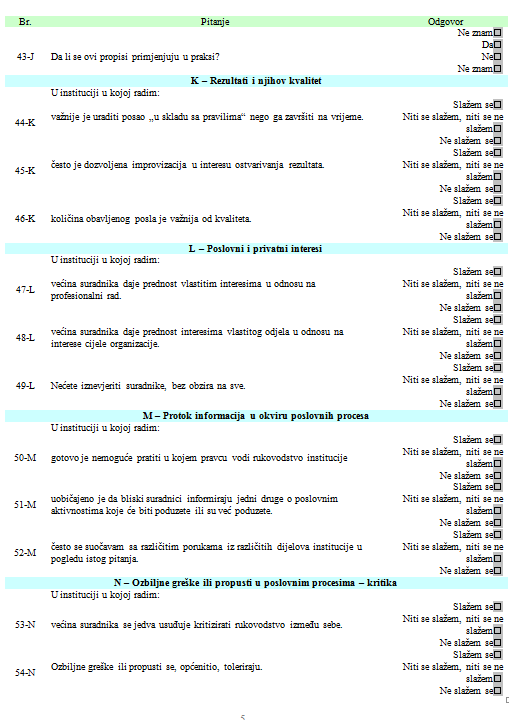 Br. Pitanje Odgovor
Ne znam
Da
43-J Da li se ovi propisi primjenjuju u praksi? Ne
Ne znam
K – Rezultati i njihov kvalitet
U instituciji u kojoj radim:
Slažem se
44-K važnije je uraditi posao „u skladu sa pravilima“ nego ga završiti na vrijeme. Niti se slažem, niti se ne
slažem
Ne slažem se
Slažem se
45-K često je dozvoljena improvizacija u interesu ostvarivanja rezultata. Niti se slažem, niti se ne
slažem
Ne slažem se
Slažem se
46-K količina obavljenog posla je važnija od kvaliteta. Niti se slažem, niti se ne
slažem
Ne slažem se
L – Poslovni i privatni interesi
U instituciji u kojoj radim:
Slažem se
47-L većina suradnika daje prednost vlastitim interesima u odnosu na Niti se slažem, niti se ne
profesionalni rad. slažem
Ne slažem se
Slažem se
48-L većina suradnika daje prednost interesima vlastitog odjela u odnosu na Niti se slažem, niti se ne
interese cijele organizacije. slažem
Ne slažem se
Slažem se
49-L Nećete iznevjeriti suradnike, bez obzira na sve. Niti se slažem, niti se ne
slažem
Ne slažem se
M – Protok informacija u okviru poslovnih procesa
U instituciji u kojoj radim:
Slažem se
50-M gotovo je nemoguće pratiti u kojem pravcu vodi rukovodstvo institucije Niti se slažem, niti se ne
slažem
Ne slažem se
Slažem se
51-M uobičajeno je da bliski suradnici informiraju jedni druge o poslovnim Niti se slažem, niti se ne
aktivnostima koje će biti poduzete ili su već poduzete. slažem
Ne slažem se
Slažem se
52-M često se suočavam sa različitim porukama iz različitih dijelova institucije u Niti se slažem, niti se ne
pogledu istog pitanja. slažem
Ne slažem se
N – Ozbiljne greške ili propusti u poslovnim procesima – kritika
U instituciji u kojoj radim:
Slažem se
53-N većina suradnika se jedva usuđuje kritizirati rukovodstvo između sebe. Niti se slažem, niti se ne
slažem
Ne slažem se
Slažem se
54-N Ozbiljne greške ili propusti se, općenitio, toleriraju. Niti se slažem, niti se ne
slažem
Ne slažem se
5